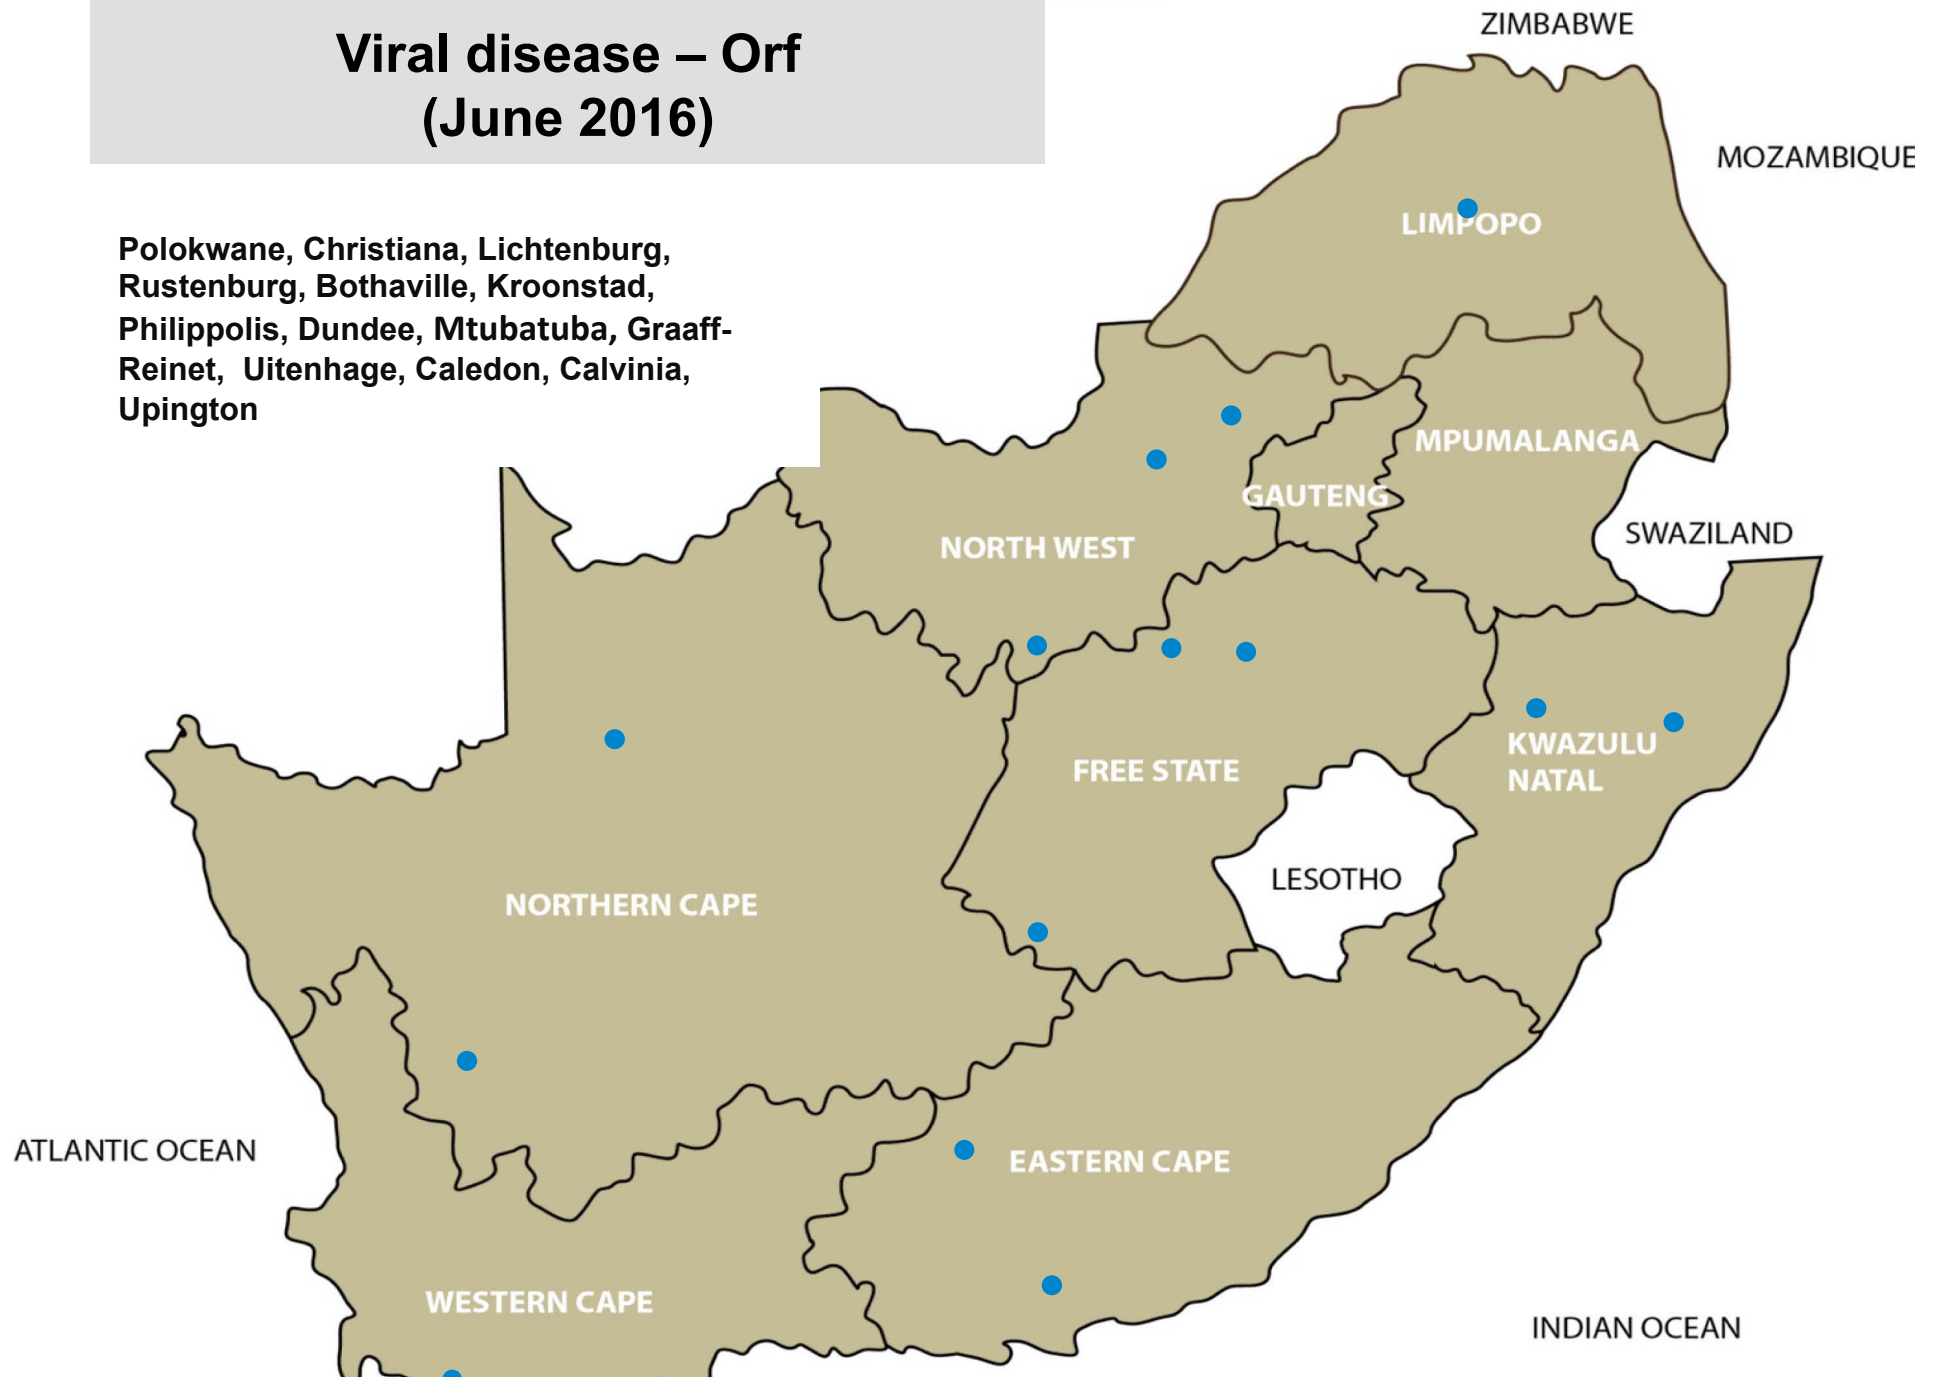 Viral disease – Orf
(June 2016)
Polokwane, Christiana, Lichtenburg,
Rustenburg, Bothaville, Kroonstad,
Philippolis, Dundee, Mtubatuba, Graaff-
Reinet,  Uitenhage, Caledon, Calvinia,
Upington
ZIMBABWE
MOZAMBIQUE
LIMPOPO
MPUMALANGA
GAUTENG
SWAZILAND
NORTH WEST
KWAZULU
NATAL
FREE STATE
LESOTHO
NORTHERN CAPE
ATLANTIC OCEAN
EASTERN CAPE
WESTERN CAPE
INDIAN OCEAN